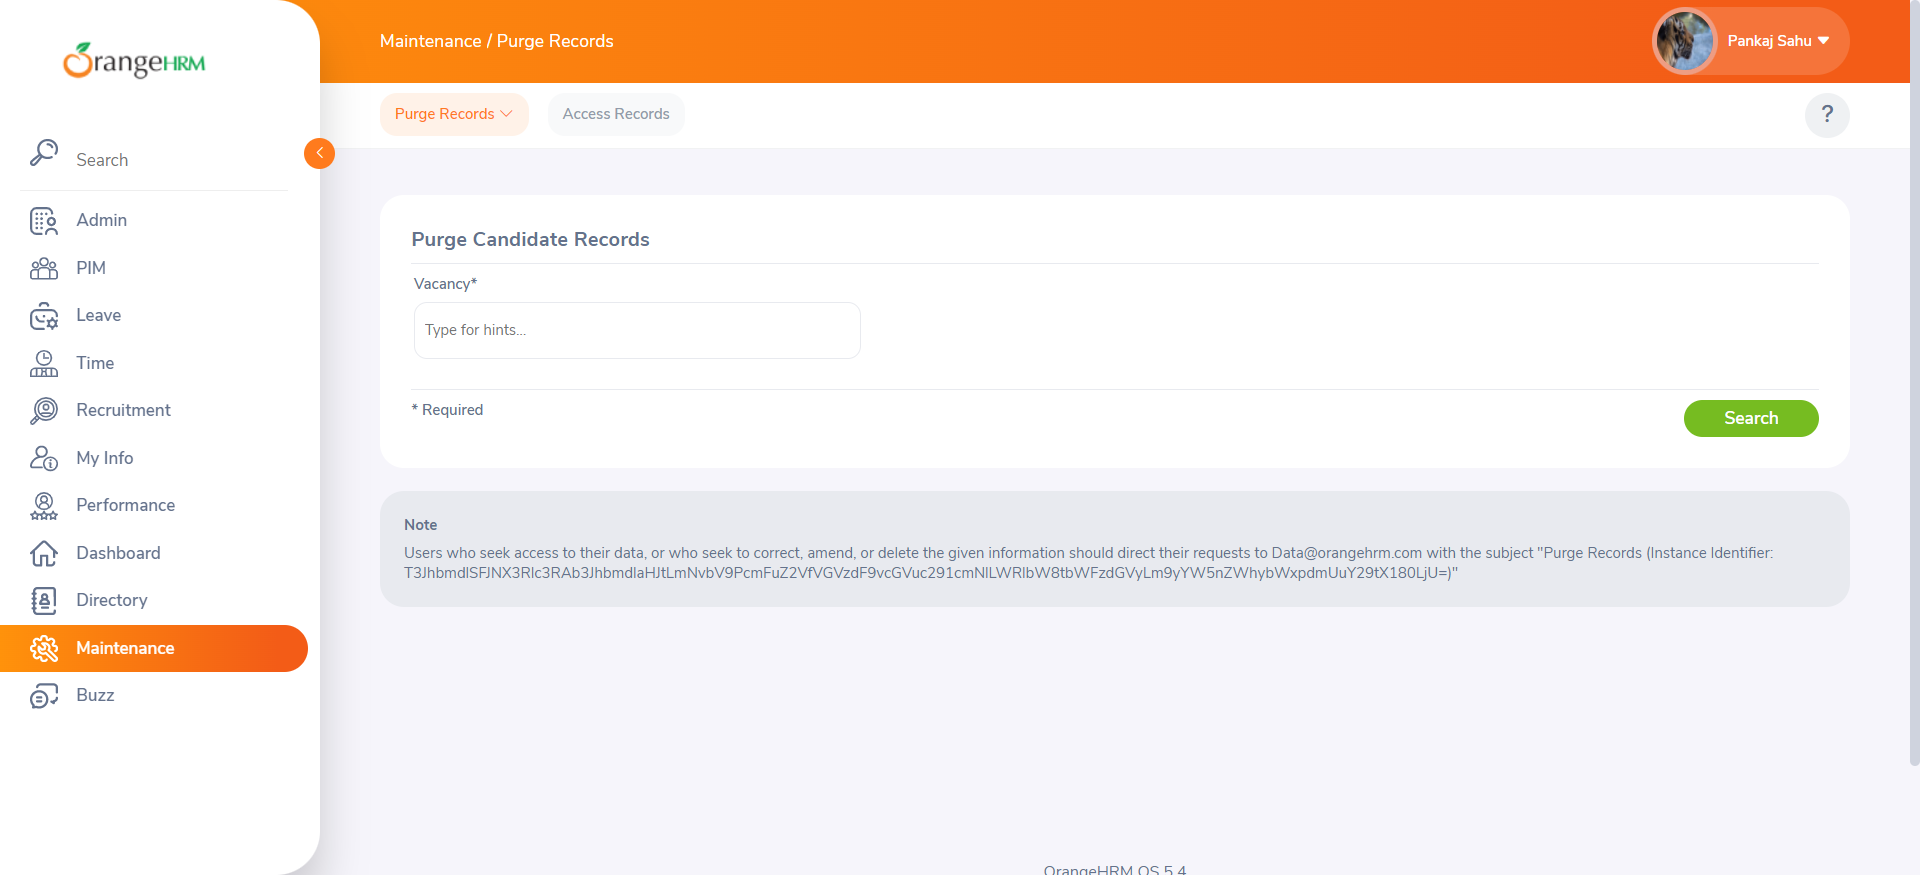 OrangeHRM
Maintenance / Purge Records
Pankaj Sahu
Purge Records
Access Records
?
Search
Admin
PIM
Leave
Time
Recruitment
My Info
Performance
Dashboard
Directory
Maintenance
Buzz
Purge Candidate Records
Vacancy*
Type for hints...
* Required
Search
Note
Users who seek access to their data, or who seek to correct, amend, or delete the given information should direct their requests to Data@orangehrm.com with the subject "Purge Records (Instance Identifier:
T3JhbmdlSFJNX3Rlc3RAb3JhbmdlaHJtLmNvbV9PcmFuZ2VfVGVzdF9vcGVuc291cmNlLWRlbW8tbWFzdGVyLm9yYW5nZWhybWxpdmUuY29tX180LjU=)"
OrangeHRM OS 5.4